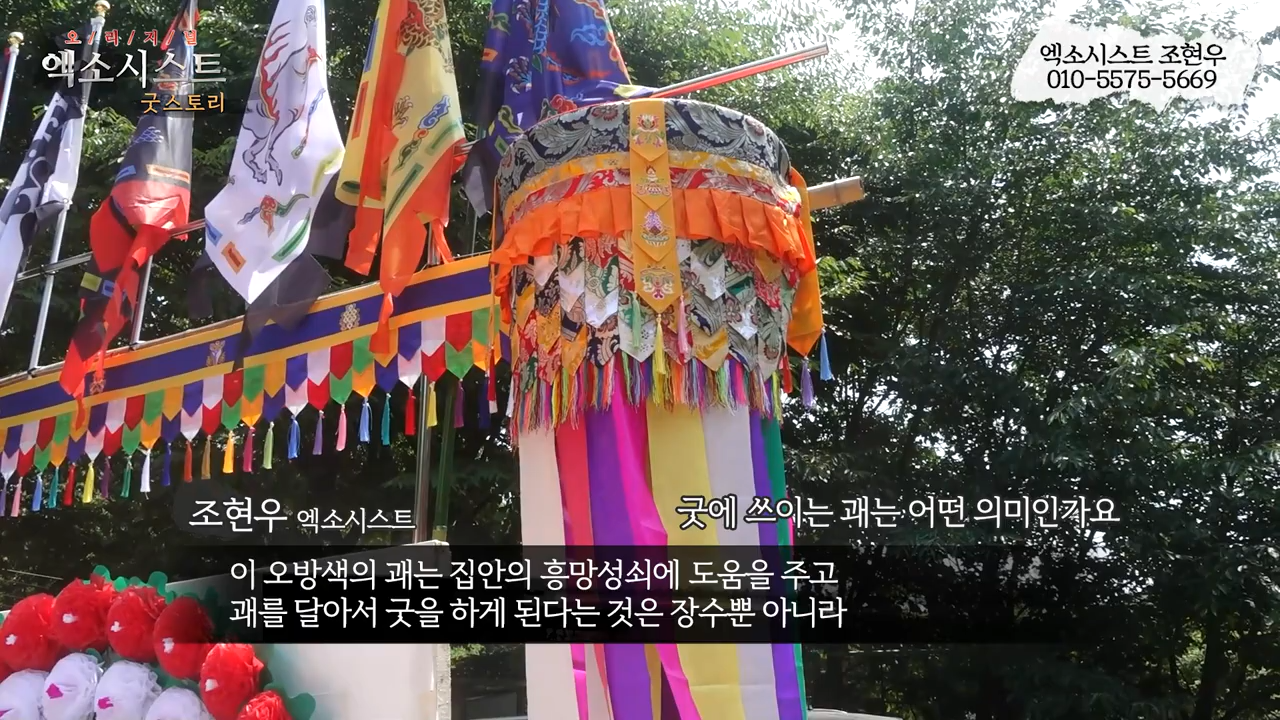 오/리/지널
엑소시스트
굿스토리
엑소시스트 조현우
010-5575-5669
조현우 엑소시스트
굿에 쓰이는 괘는 어떤 의미인가요
이 오방색의 괘는 집안의 흥망성쇠에 도움을 주고
괘를 달아서 굿을 하게 된다는 것은 장수뿐 아니라